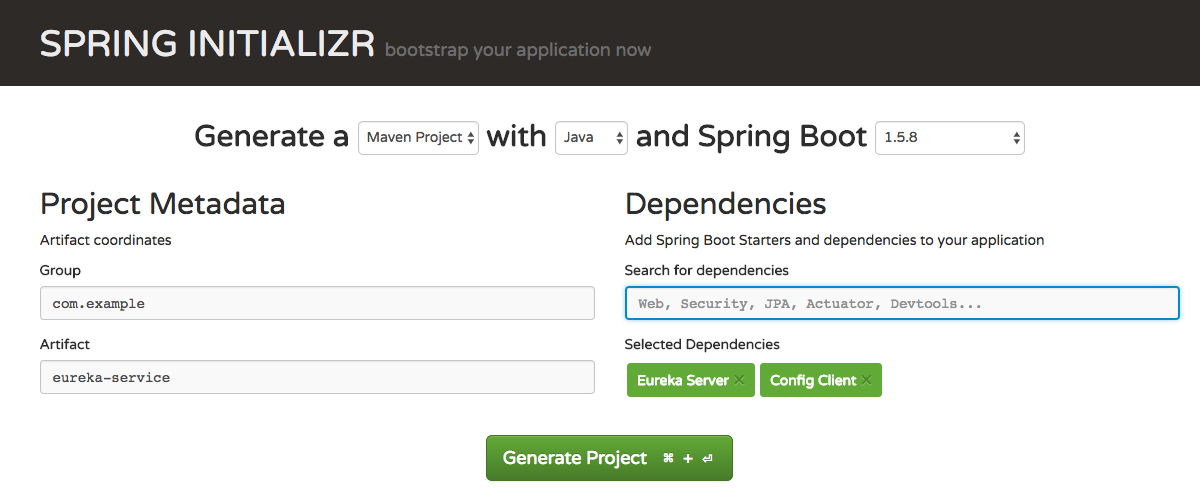 SPRING INITIALIZR bootstrap your application now
Generate a Maven Project with Java and Spring Boot 1.5.8
Project Metadata
Artifact coordinates
Group
com.example
Artifact
eureka-service
Dependencies
Add Spring Boot Starters and dependencies to your application
Search for dependencies
Web, Security, JPA, Actuator, Devtools...
Selected Dependencies
Eureka Server × Config Client ×
Generate Project ⌘ + ⏎